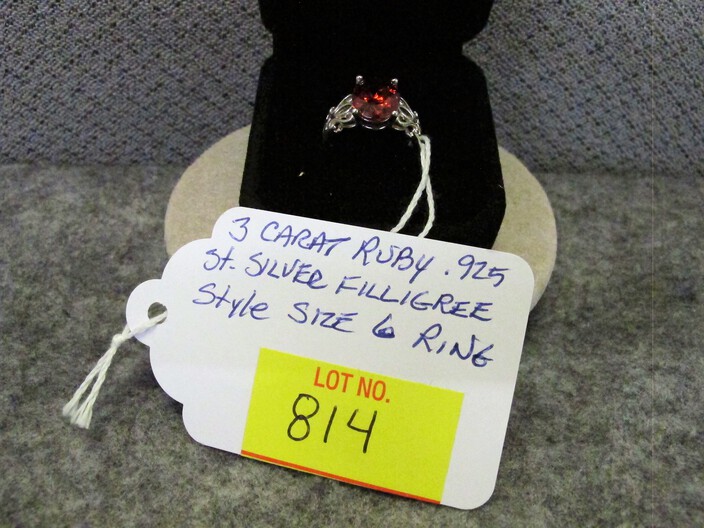 3 CARAT RUBY .925
St. SILVER FILLIGREE
Style SIZE 6 RING
LOT NO.
814